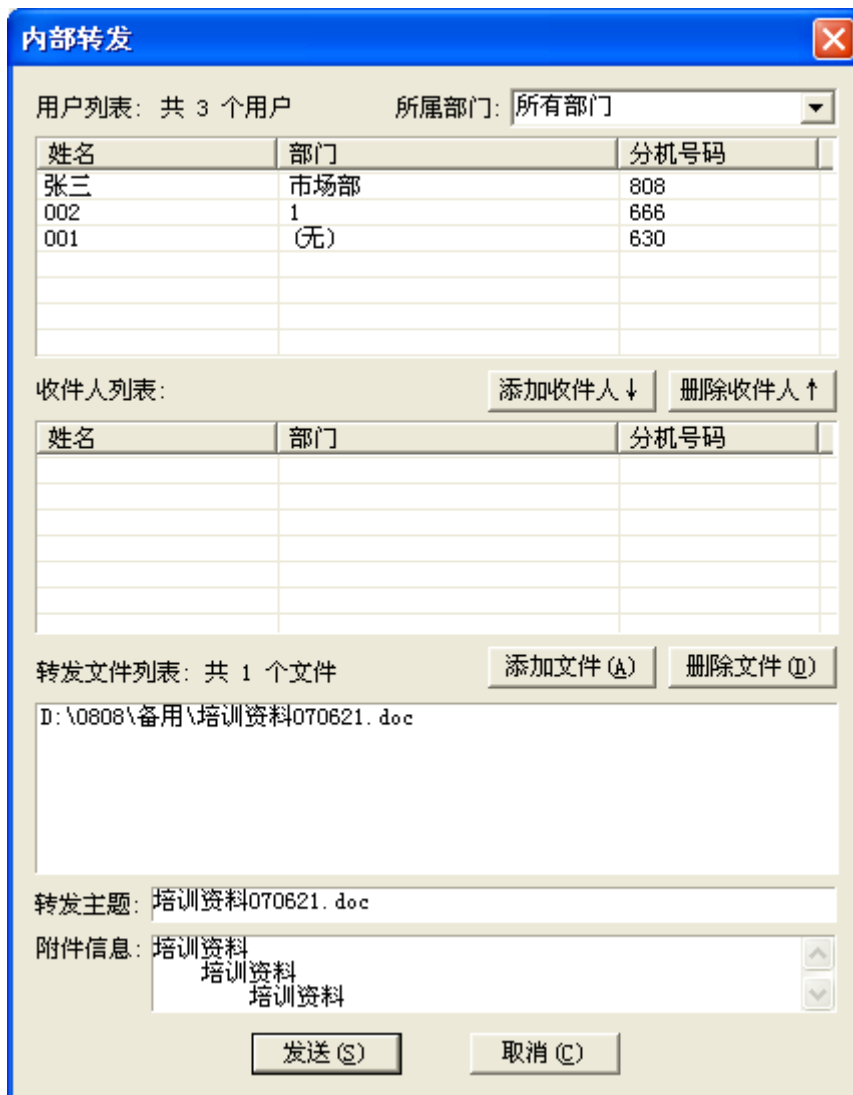 内部转发
用户列表: 共 3 个用户 所属部门: 所有部门
姓名 部门 分机号码
张三 市场部 808
002 1 666
001 (无) 630
收件人列表: 添加收件人↓ 删除收件人↑
姓名 部门 分机号码
转发文件列表: 共 1 个文件 添加文件(A) 删除文件(D)
D:\0808\备用\培训资料070621.doc
转发主题: 培训资料070621.doc
附件信息: 培训资料
培训资料
培训资料
发送(S) 取消(C)